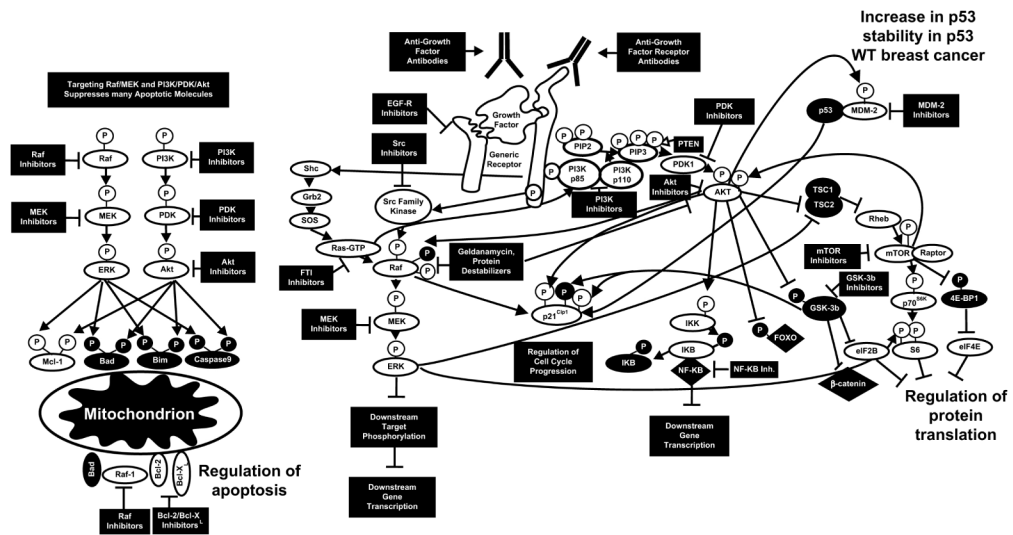 Increase in p53
stability in p53
WT breast cancer
Targeting Raf/MEK and PI3K/PDK/Akt
Suppresses many Apoptotic Molecules
P
P
Raf
PI3K
Raf
Inhibitors
PI3K
Inhibitors
P
P
MEK
PDK
MEK
Inhibitors
PDK
Inhibitors
P
P
ERK
Akt
Akt
Inhibitors
P P
P P
P P
P P
Mcl-1
Bad
Bim
Caspase9
Mitochondrion
Bad
Raf-1
Bcl-2
Bcl-XL
Regulation of
apoptosis
Raf
Inhibitors
Bcl-2/Bcl-X
Inhibitors L
Anti-Growth
Factor
Antibodies
Anti-Growth
Factor Receptor
Antibodies
EGF-R
Inhibitors
Growth
Factor
Generic
Receptor
Src
Inhibitors
Shc
Grb2
SOS
Src Family
Kinase
P
P
Ras-GTP
FTI
Inhibitors
P
P
P
Raf
Geldanamycin,
Protein
Destabilizers
MEK
Inhibitors
P
MEK
P
ERK
Downstream
Target
Phosphorylation
Downstream
Gene
Transcription
P P
PIP2
P P P
PIP3
PTEN
P
PI3K
p85
PI3K
p110
PI3K
Inhibitors
PDK
Inhibitors
PDK1
Akt
Inhibitors
P P
AKT
P
p53
MDM-2
MDM-2
Inhibitors
TSC1
TSC2
Rheb
P
mTOR
Raptor
mTOR
Inhibitors
GSK-3b
Inhibitors
P
GSK-3b
P
p70S6K
P
4E-BP1
P P
eIF2B
S6
eIF4E
β-catenin
Regulation of
protein
translation
P P P
p21Cip1
Regulation of
Cell Cycle
Progression
P
IKK
P
P
IKB
IKB
NF-KB
NF-KB Inh.
P
FOXO
Downstream
Gene
Transcription